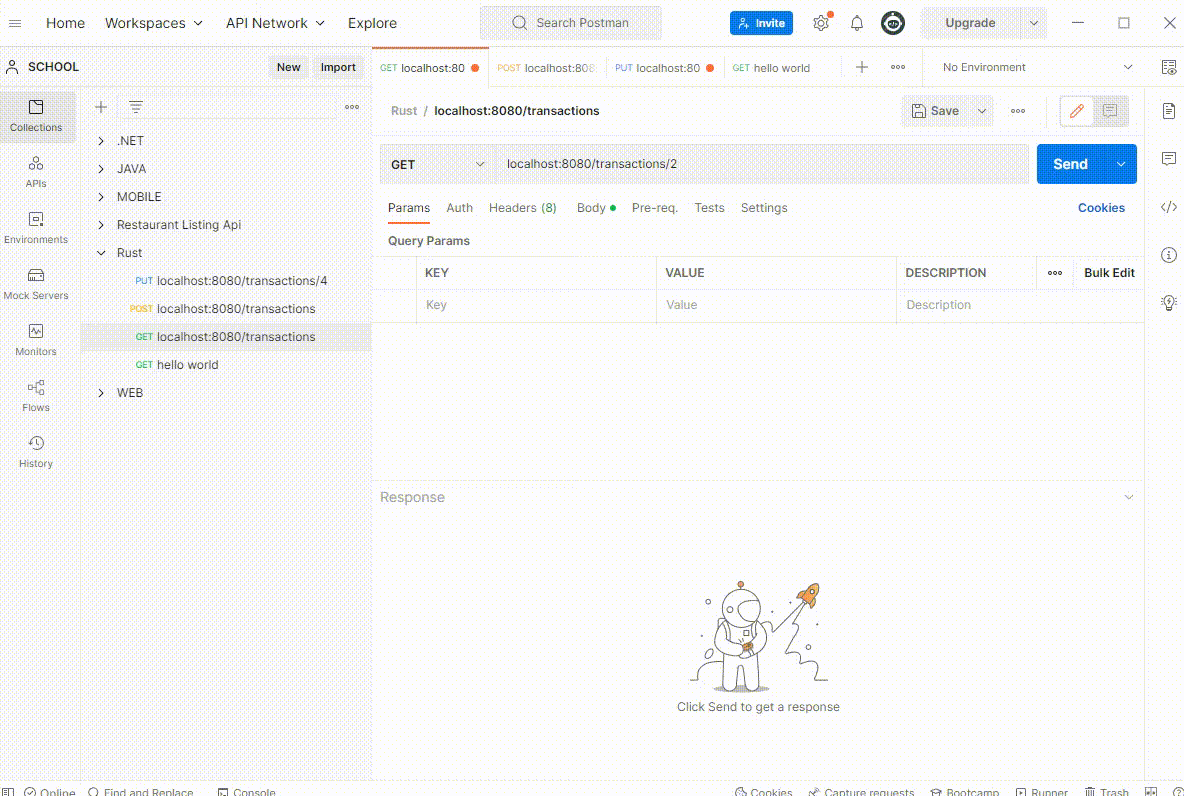 Home Workspaces API Network Explore Search Postman Invite Upgrade
SCHOOL New Import
GET localhost:80 POST localhost:808 PUT localhost:80 GET hello world No Environment
Collections
APIs
Environments
Mock Servers
Monitors
Flows
History
.NET
JAVA
MOBILE
Restaurant Listing Api
Rust
PUT localhost:8080/transactions/4
POST localhost:8080/transactions
GET localhost:8080/transactions
GET hello world
WEB
Rust / localhost:8080/transactions Save
GET localhost:8080/transactions/2 Send
Params Auth Headers (8) Body Pre-req. Tests Settings Cookies
Query Params
KEY VALUE DESCRIPTION Bulk Edit
Key Value Description
Response
Click Send to get a response
Online Find and Replace Console Cookies Capture requests Bootcamp Runner Trash